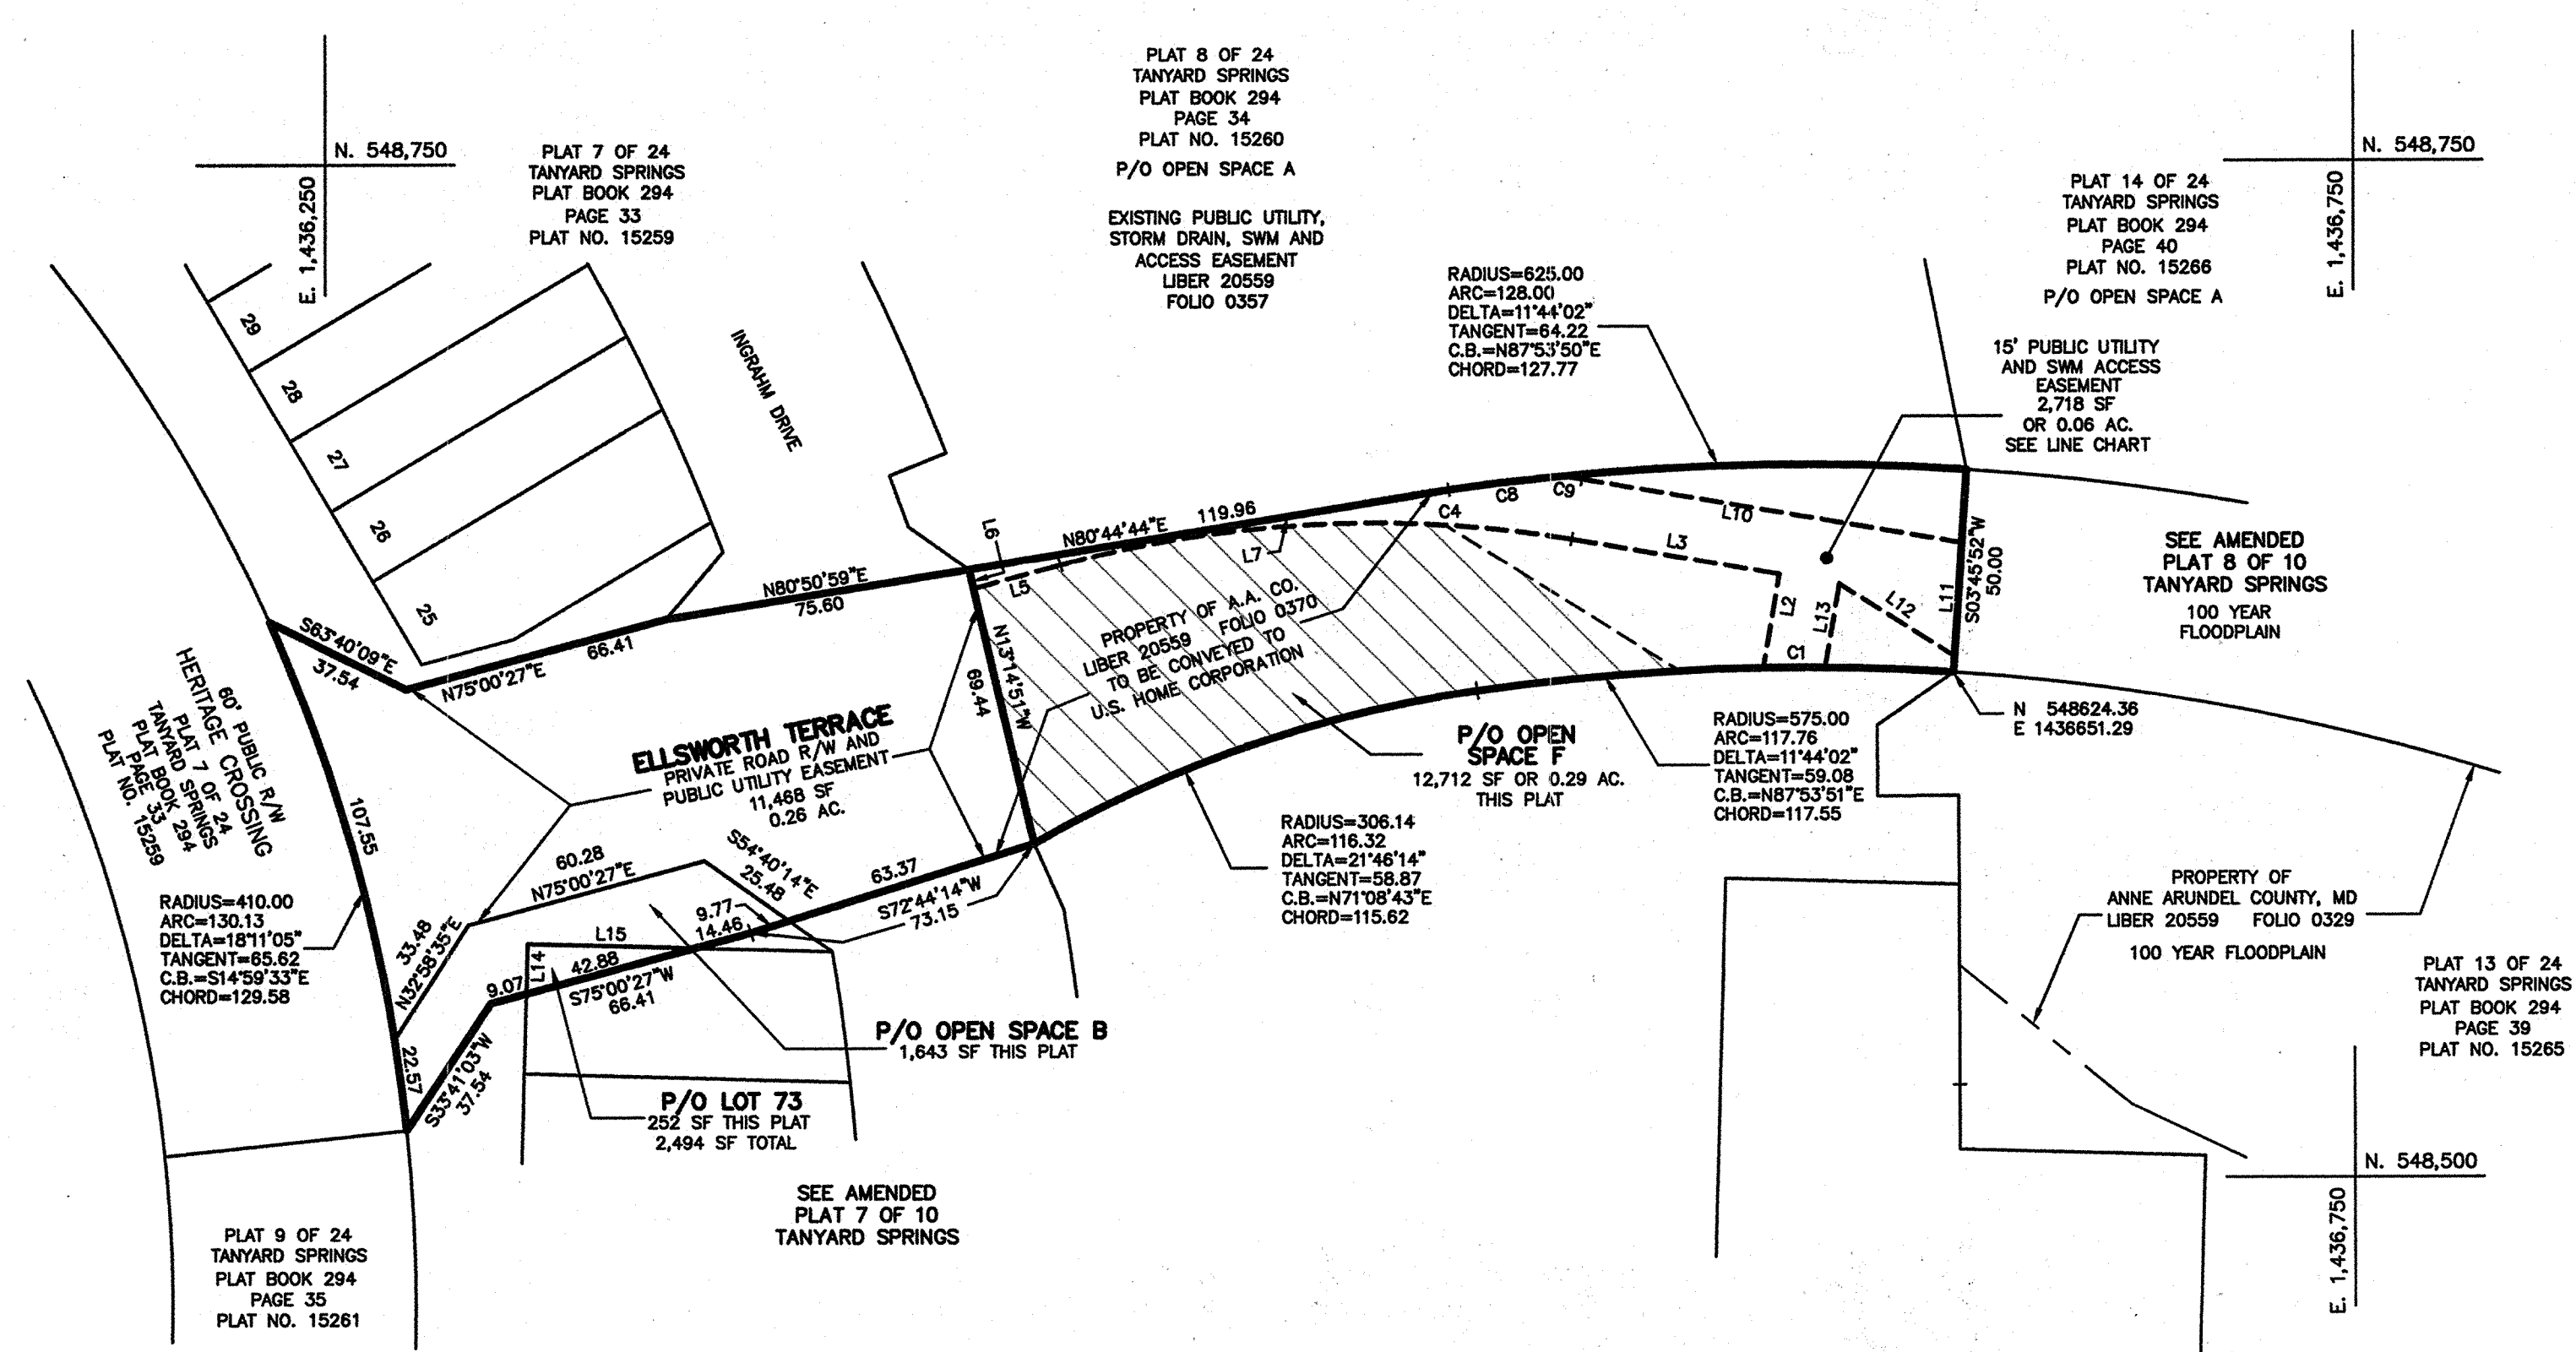 PLAT 8 OF 24
TANYARD SPRINGS
PLAT BOOK 294
PAGE 34
PLAT NO. 15260
P/O OPEN SPACE A
EXISTING PUBLIC UTILITY,
STORM DRAIN, SWM AND
ACCESS EASEMENT
LIBER 20559
FOLIO 0357
N. 548,750
E. 1,436,250
PLAT 7 OF 24
TANYARD SPRINGS
PLAT BOOK 294
PAGE 33
PLAT NO. 15259
N. 548,750
E. 1,436,750
PLAT 14 OF 24
TANYARD SPRINGS
PLAT BOOK 294
PAGE 40
PLAT NO. 15266
P/O OPEN SPACE A
RADIUS=625.00
ARC=128.00
DELTA=11°44'02"
TANGENT=64.22
C.B.=N87°53'50"E
CHORD=127.77
15' PUBLIC UTILITY
AND SWM ACCESS
EASEMENT
2,718 SF
OR 0.06 AC.
SEE LINE CHART
29
28
27
26
25
INGRAHM DRIVE
S63°40'09"E
37.54
N75°00'27"E
66.41
N80°50'59"E
75.60
L6
N80°44'44"E
119.96
L5
L7
C4
C8
C9
L10
L3
L2
L13
L12
L11
C1
S03°45'52"W
50.00
SEE AMENDED
PLAT 8 OF 10
TANYARD SPRINGS
100 YEAR
FLOODPLAIN
PROPERTY OF A.A. CO.
LIBER 20559 FOLIO 0370
TO BE CONVEYED TO
U.S. HOME CORPORATION
N13°14'51"W
69.44
60' PUBLIC R/W
HERITAGE CROSSING
PLAT 7 OF 24
TANYARD SPRINGS
PLAT BOOK 294
PAGE 33
PLAT NO. 15259
ELLSWORTH TERRACE
PRIVATE ROAD R/W AND
PUBLIC UTILITY EASEMENT
11,468 SF
0.26 AC.
P/O OPEN
SPACE F
12,712 SF OR 0.29 AC.
THIS PLAT
RADIUS=575.00
ARC=117.76
DELTA=11°44'02"
TANGENT=59.08
C.B.=N87°53'51"E
CHORD=117.55
N 548624.36
E 1436651.29
RADIUS=306.14
ARC=116.32
DELTA=21°46'14"
TANGENT=58.87
C.B.=N71°08'43"E
CHORD=115.62
107.55
RADIUS=410.00
ARC=130.13
DELTA=18°11'05"
TANGENT=65.62
C.B.=S14°59'33"E
CHORD=129.58
60.28
N75°00'27"E
S54°40'14"E
25.48
63.37
S72°44'14"W
73.15
9.77
14.46
33.48
N32°58'35"E
L15
L14
9.07
42.88
S75°00'27"W
66.41
22.57
S33°41'03"W
37.54
P/O OPEN SPACE B
1,643 SF THIS PLAT
P/O LOT 73
252 SF THIS PLAT
2,494 SF TOTAL
PROPERTY OF
ANNE ARUNDEL COUNTY, MD
LIBER 20559 FOLIO 0329
100 YEAR FLOODPLAIN
PLAT 13 OF 24
TANYARD SPRINGS
PLAT BOOK 294
PAGE 39
PLAT NO. 15265
SEE AMENDED
PLAT 7 OF 10
TANYARD SPRINGS
PLAT 9 OF 24
TANYARD SPRINGS
PLAT BOOK 294
PAGE 35
PLAT NO. 15261
N. 548,500
E. 1,436,750